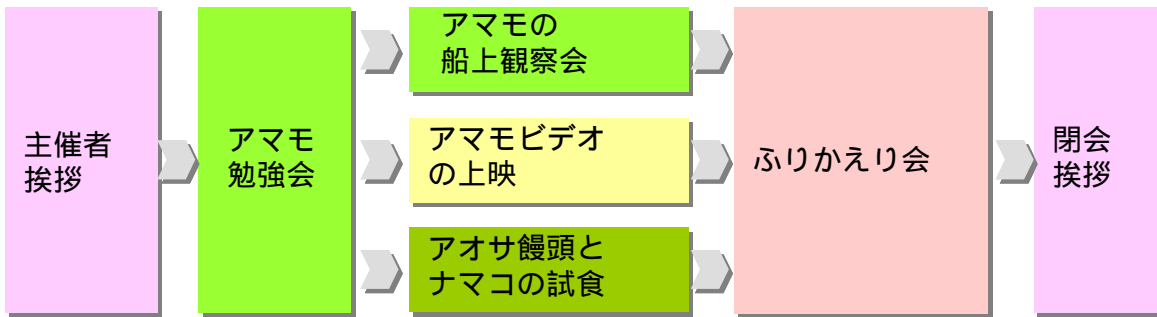 主催者
挨拶
アマモ
勉強会
アマモの
船上観察会
アマモビデオ
の上映
アオサ饅頭と
ナマコの試食
ふりかえり会
閉会
挨拶